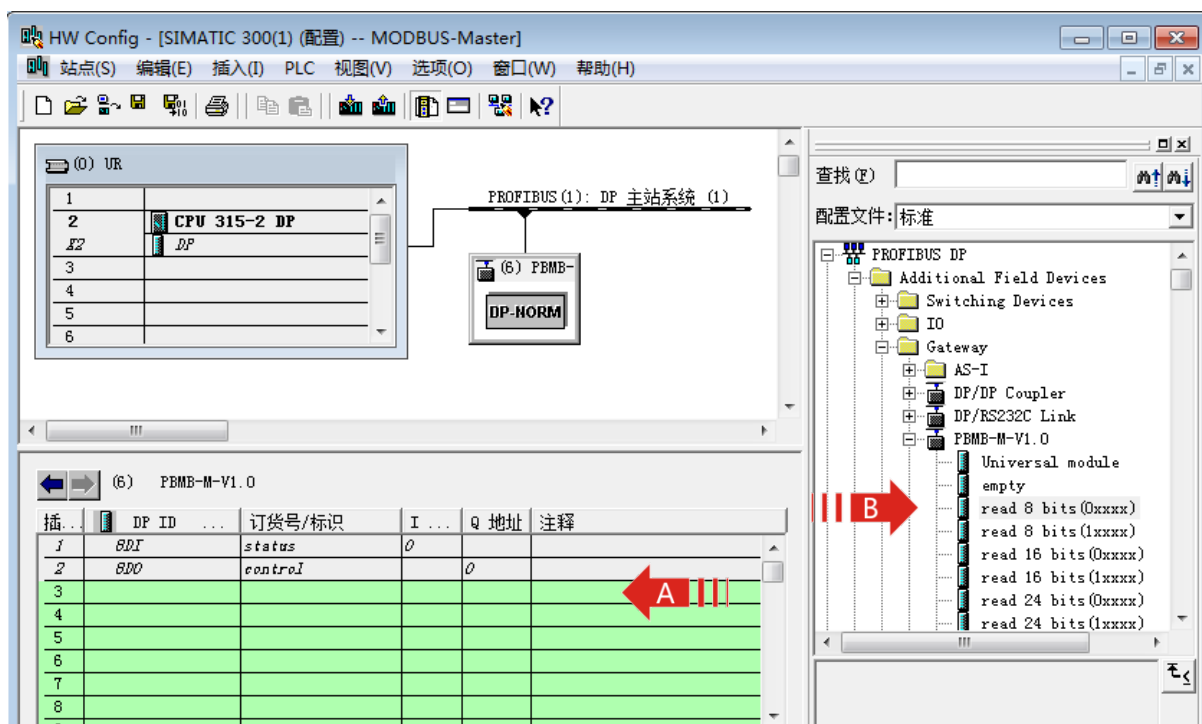 HW Config - [SIMATIC 300(1) (配置) -- MODBUS-Master]
站点(S) 编辑(E) 插入(I) PLC 视图(V) 选项(O) 窗口(W) 帮助(H)
(0) UR
1
2 CPU 315-2 DP
X2 DP
3
4
5
6
PROFIBUS(1): DP 主站系统 (1)
(6) PBMB-
DP-NORM
查找(F)
配置文件: 标准
PROFIBUS DP
Additional Field Devices
Switching Devices
IO
Gateway
AS-I
DP/DP Coupler
DP/RS232C Link
PBMB-M-V1.0
Universal module
empty
read 8 bits(0xxxx)
read 8 bits(1xxxx)
read 16 bits(0xxxx)
read 16 bits(1xxxx)
read 24 bits(0xxxx)
read 24 bits(1xxxx)
B
(6) PBMB-M-V1.0
插... DP ID ... 订货号/标识 I ... Q 地址 注释
1 8DI status 0
2 8DO control 0
3
A
4
5
6
7
8